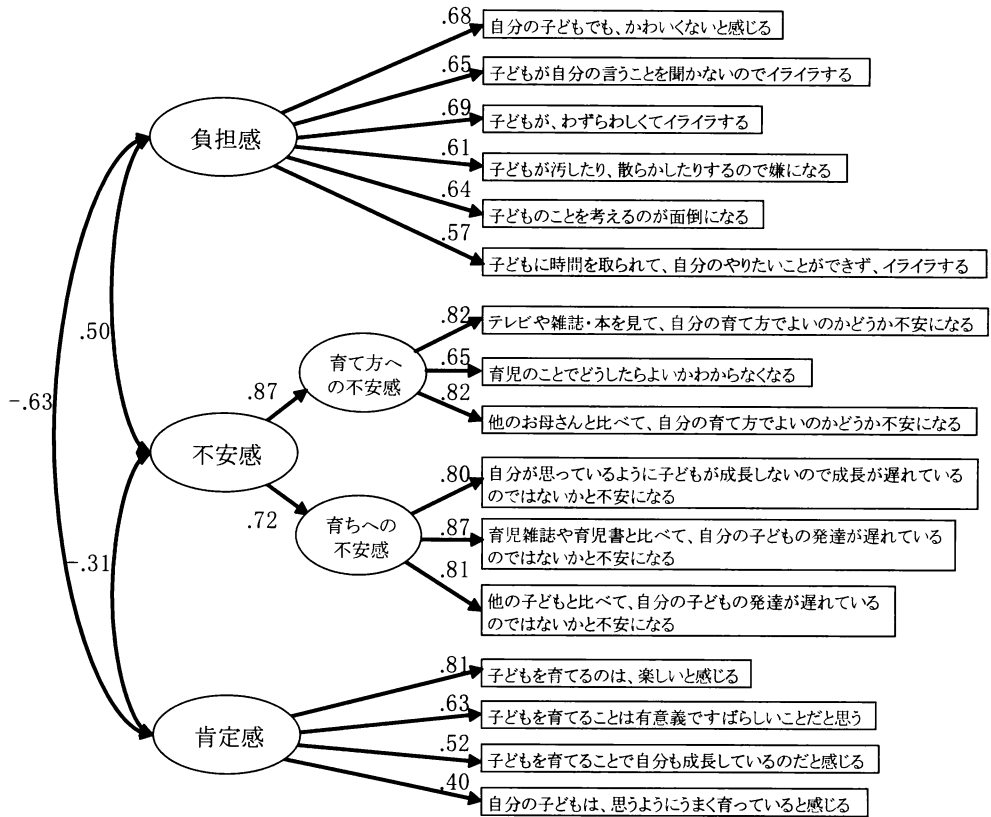 .68
自分の子どもでも、かわいくないと感じる
.65
子どもが自分の言うことを聞かないのでイライラする
.69
子どもが、わずらわしくてイライラする
負担感
.61
子どもが汚したり、散らかしたりするので嫌になる
.64
子どものことを考えるのが面倒になる
.57
子どもに時間を取られて、自分のやりたいことができず、イライラする
.50
-.63
.82
テレビや雑誌・本を見て、自分の育て方でよいのかどうか不安になる
育て方へ
の不安感
.65
育児のことでどうしたらよいかわからなくなる
.87
.82
他のお母さんと比べて、自分の育て方でよいのかどうか不安になる
不安感
.80
自分が思っているように子どもが成長しないので成長が遅れている
のではないかと不安になる
.72
育ちへの
不安感
.87
育児雑誌や育児書と比べて、自分の子どもの発達が遅れている
のではないかと不安になる
-.31
.81
他の子どもと比べて、自分の子どもの発達が遅れている
のではないかと不安になる
.81
子どもを育てるのは、楽しいと感じる
.63
子どもを育てることは有意義ですばらしいことだと思う
肯定感
.52
子どもを育てることで自分も成長しているのだと感じる
.40
自分の子どもは、思うようにうまく育っていると感じる